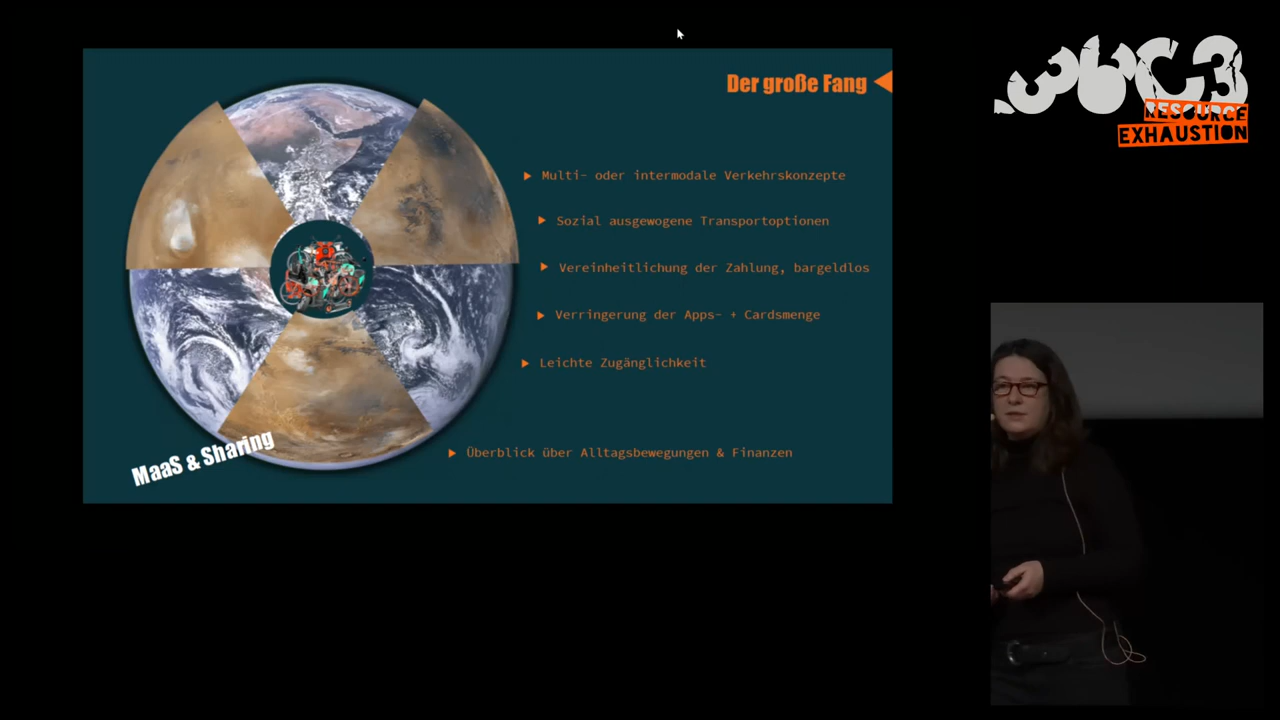 Der große Fang
Multi- oder intermodale Verkehrskonzepte
Sozial ausgewogene Transportoptionen
Vereinheitlichung der Zahlung, bargeldlos
Verringerung der Apps- + Cardsmenge
Leichte Zugänglichkeit
Überblick über Alltagsbewegungen & Finanzen
MaaS & Sharing
36C3
RESOURCE
EXHAUSTION